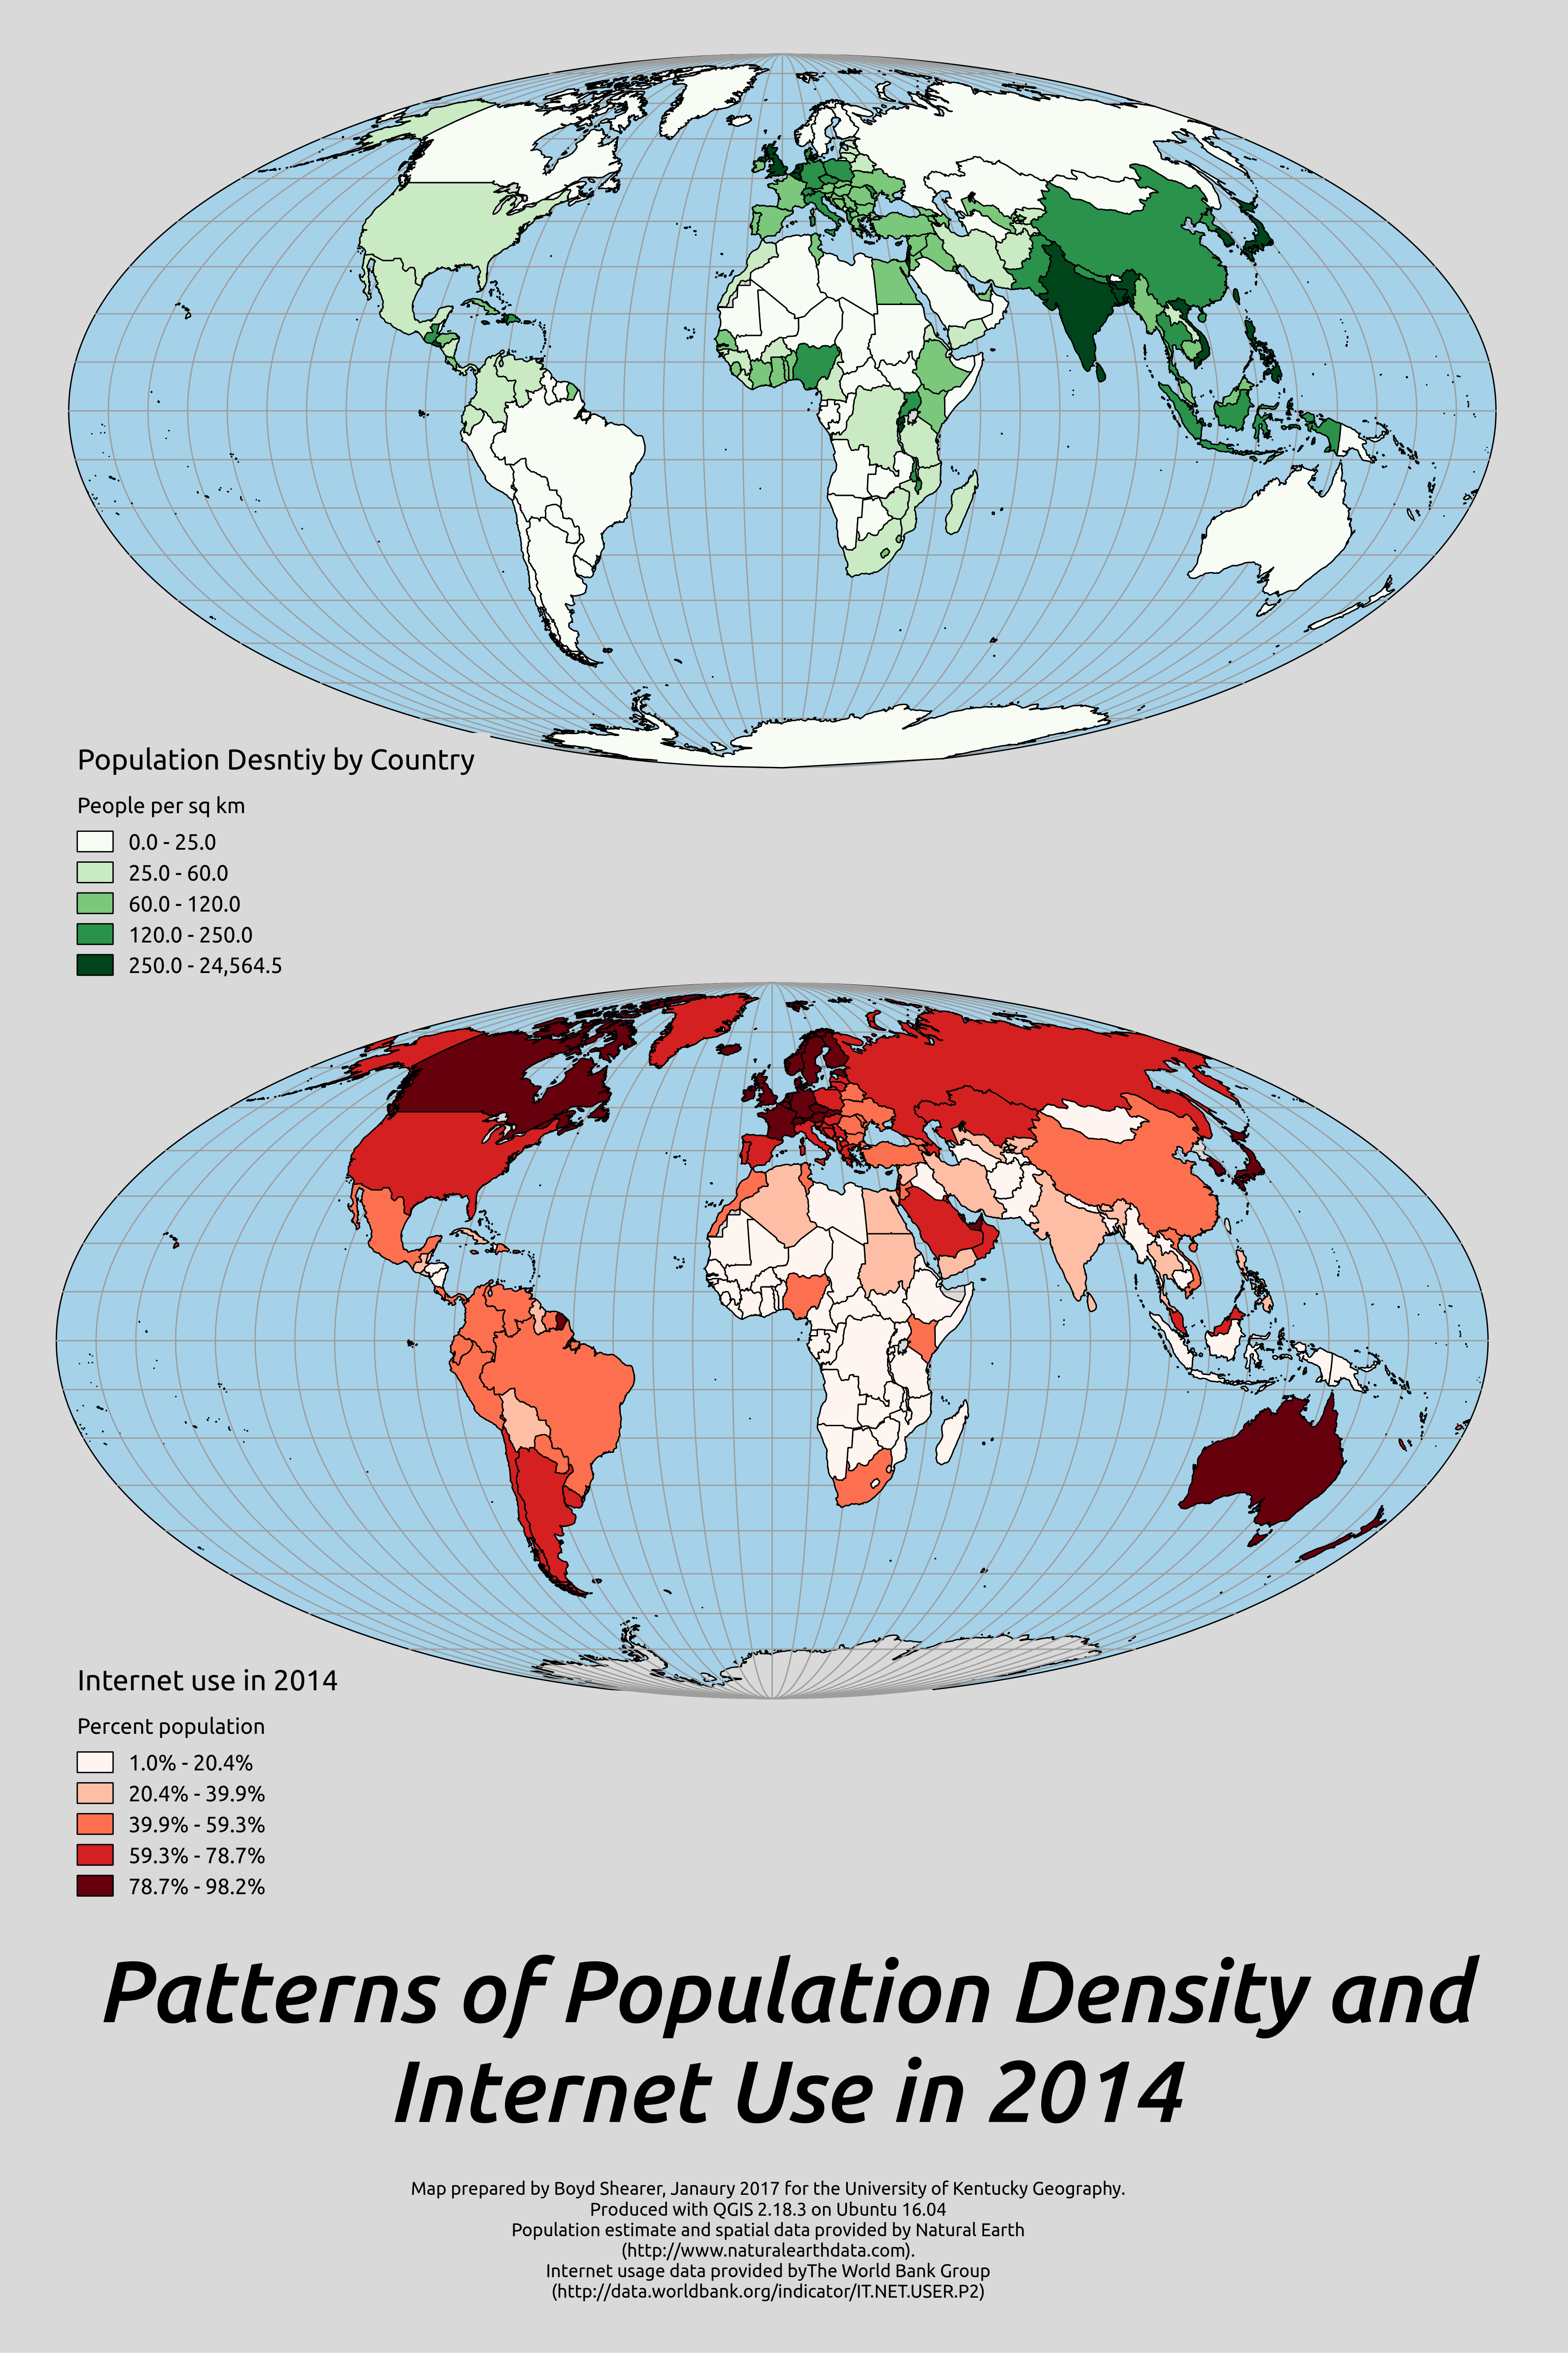 Population Desntiy by Country
People per sq km
0.0 - 25.0
25.0 - 60.0
60.0 - 120.0
120.0 - 250.0
250.0 - 24,564.5
Internet use in 2014
Percent population
1.0% - 20.4%
20.4% - 39.9%
39.9% - 59.3%
59.3% - 78.7%
78.7% - 98.2%
Patterns of Population Density and
Internet Use in 2014
Map prepared by Boyd Shearer, Janaury 2017 for the University of Kentucky Geography.
Produced with QGIS 2.18.3 on Ubuntu 16.04
Population estimate and spatial data provided by Natural Earth
(http://www.naturalearthdata.com).
Internet usage data provided byThe World Bank Group
(http://data.worldbank.org/indicator/IT.NET.USER.P2)